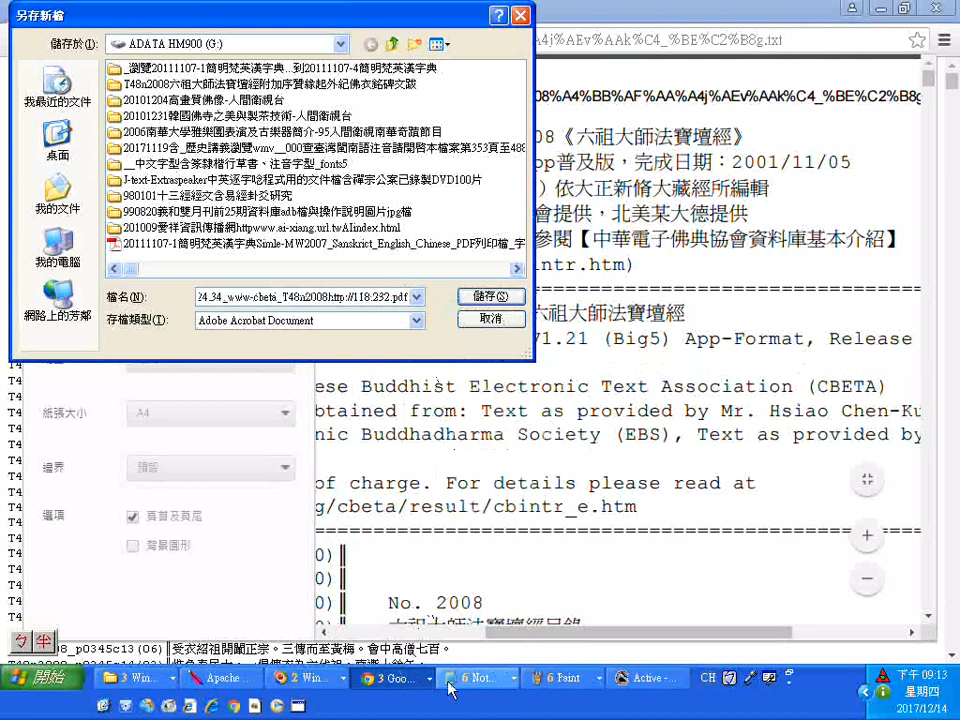 另存新檔
儲存於(I):
ADATA HM900 (G:)
4j%AEv%AAk%C4_%BE%C2%B8g.txt
我最近的文件
桌面
我的文件
我的電腦
網路上的芳鄰
_瀏覽20111107-1簡明梵英漢字典...到20111107-4簡明梵英漢字典
T48n2008六祖大師法寶壇經附加序贊緣起外紀佛衣銘碑文跋
20101204高畫質佛像-人間衛視台
20101231韓國佛寺之美與製茶技術-人間衛視台
2006南華大學雅樂團表演及古樂器簡介-95人間衛視南華奇蹟節目
20171119含_歷史講義瀏覽wmv__000臺灣閩南語注音請開啓本檔案第353頁至488
__中文字型含篆隸楷行草書、注音字型_fonts5
J-text-Extraspeaker中英逐字唸程式用的文件檔含禪宗公案已錄製DVD100片
980101十三經經文含易經卦爻研究
990820義和雙月刊前25期資料庫adb檔與操作說明圖片jpg檔
201009愛祥資訊傳播網httpwww.ai-xiang.url.twAIindex.html
20111107-1簡明梵英漢字典Simle-MW2007_Sanskrict_English_Chinese_PDF列印檔_字
檔名(N):
24.34_www-cbeta_T48n2008http://118.232.pdf
儲存(S)
存檔類型(T):
Adobe Acrobat Document
取消
08%A4%BB%AF%AA%A4j%AEv%AAk%C4_%BE%C2%B8g
08《六祖大師法寶壇經》
pp普及版，完成日期：2001/11/05
) 依大正新脩大藏經所編輯
會提供，北美某大德提供
參閱【中華電子佛典協會資料庫基本介紹】
intr.htm)
六祖大師法寶壇經
71.21 (Big5) App-Format, Release
ese Buddhist Electronic Text Association (CBETA)
btained from: Text as provided by Mr. Hsiao Chen-Ku
nic Buddhadharma Society (EBS), Text as provided by
of charge. For details please read at
g/cbeta/result/cbintr_e.htm
紙張大小
A4
邊界
預設
選項
頁首及頁尾
背景圖形
0)║
0)║
0)║ No. 2008
0)║ 六祖大師法寶壇經目錄
_p0345c13(06)║受衣紹祖開闡正宗。三傳而至黃梅。會中高僧七百。
開始
3 Win...
Apache ...
2 Win...
3 Goo...
6 Not...
6 Paint
Active -...
CH
下午 09:13
星期四
2017/12/14